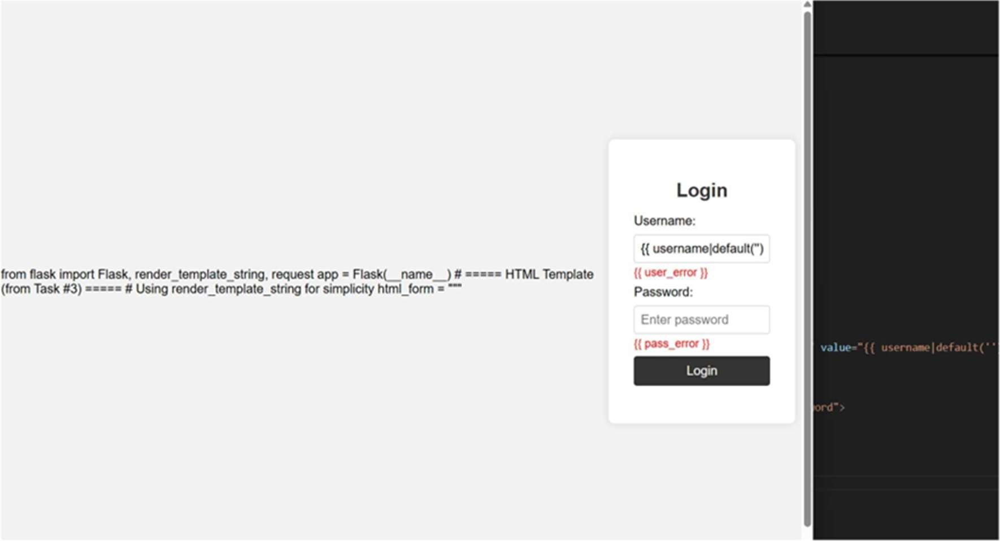 from flask import Flask, render_template_string, request app = Flask(__name__) # ===== HTML Template
(from Task #3) ===== # Using render_template_string for simplicity html_form = """
Login
Username:
{{ username|default('')
{{ user_error }}
Password:
Enter password
{{ pass_error }}
Login
value="{{ username|default(''
ord">